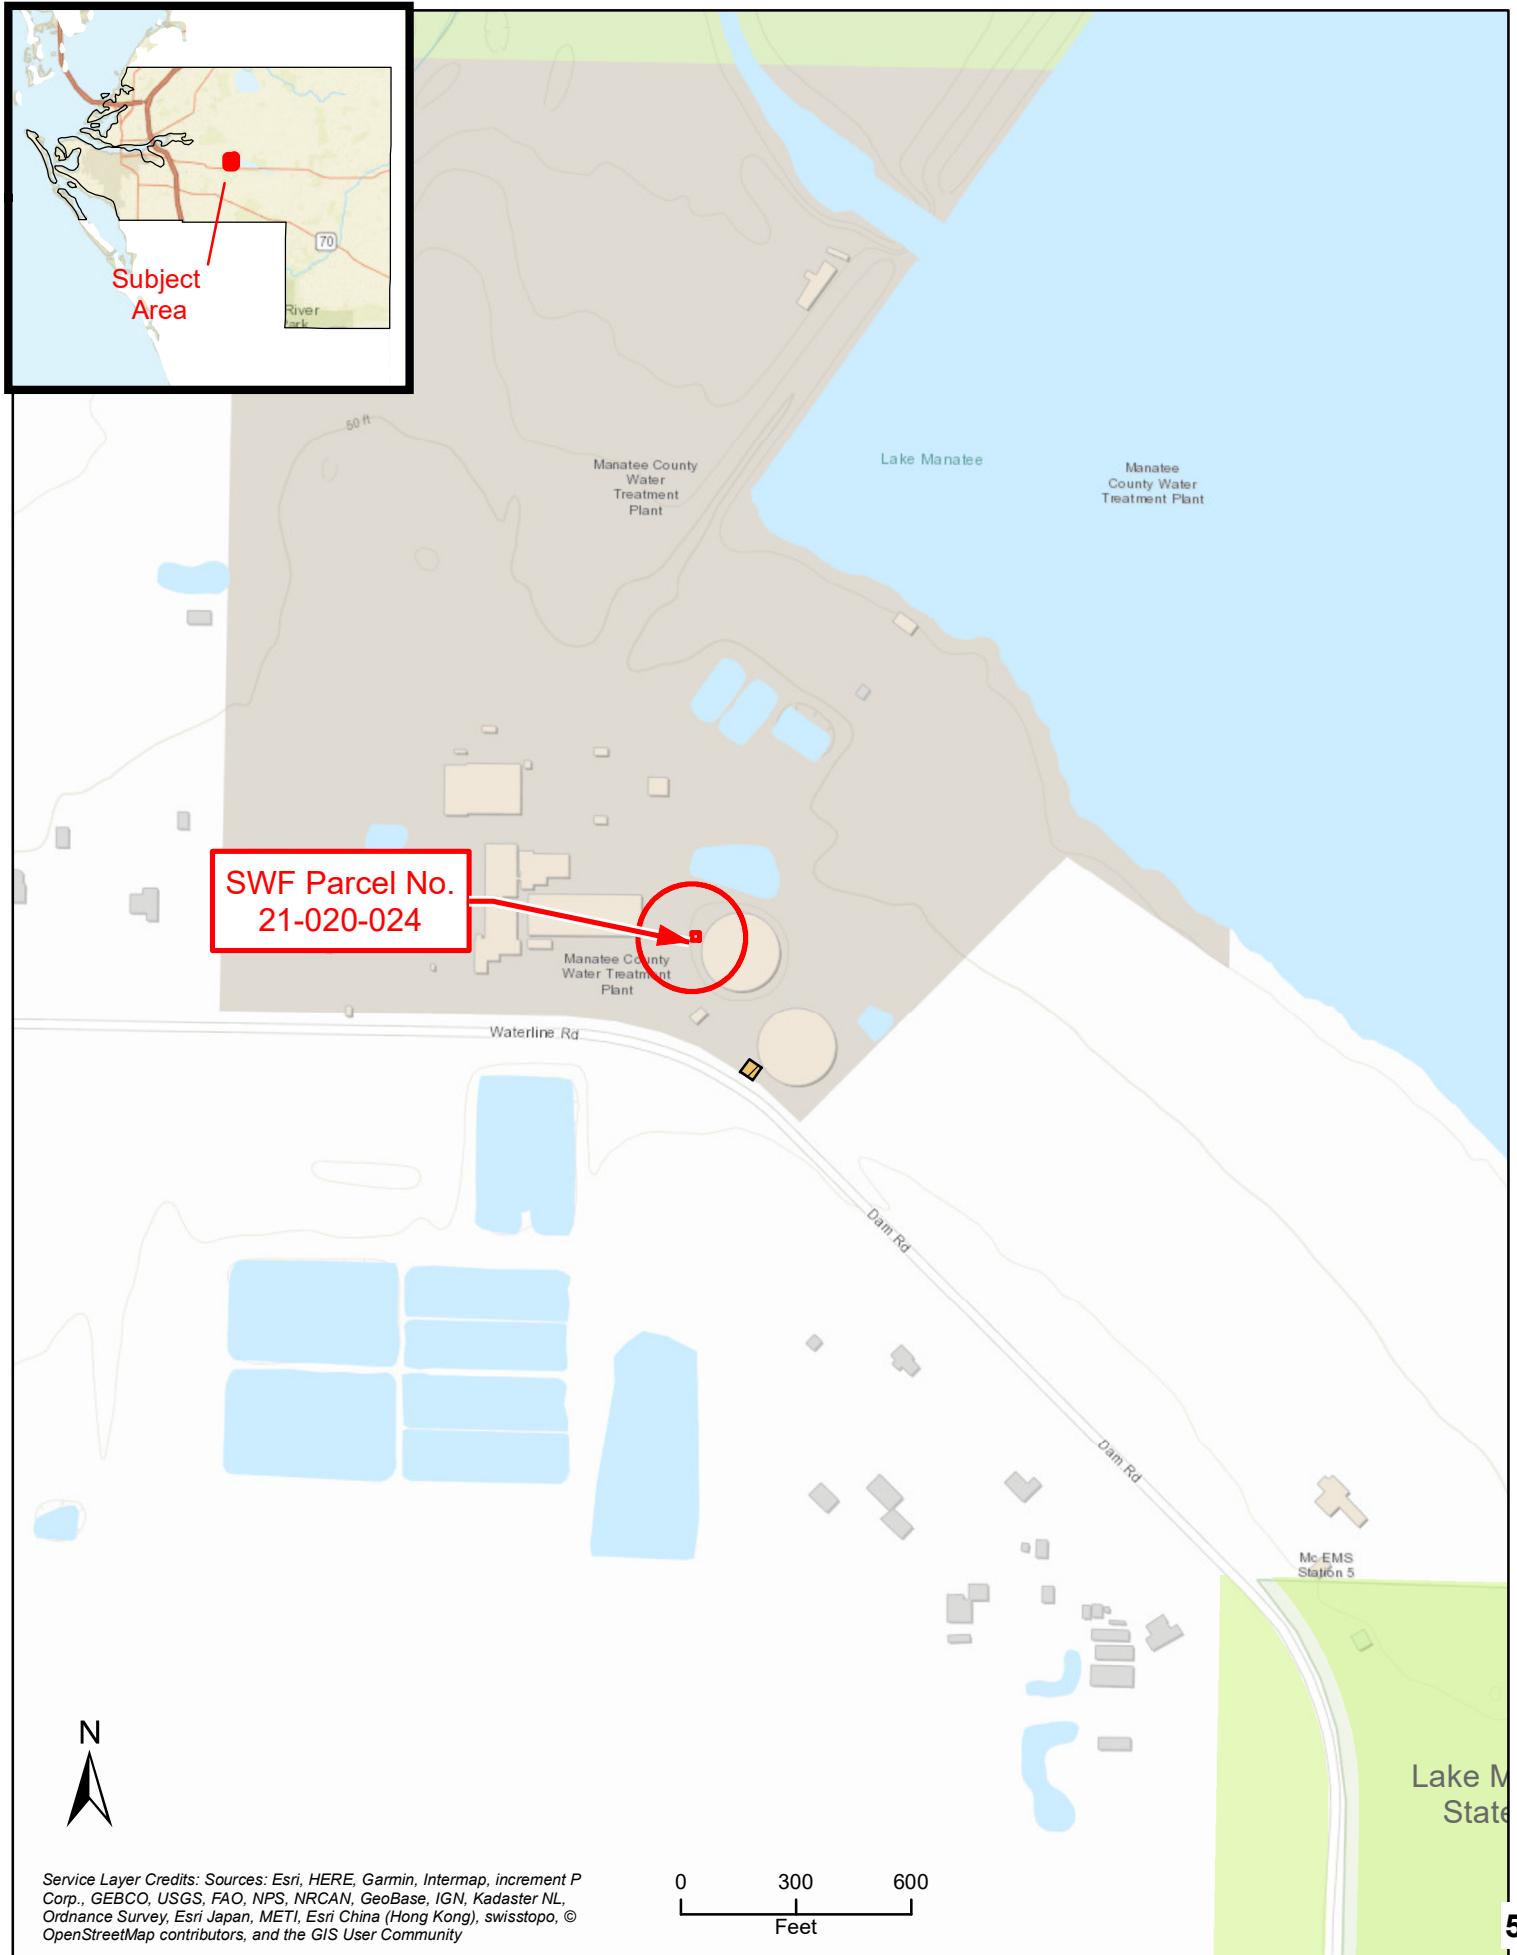 70
Subject
Area
River
Park
50 ft
Manatee County
Water
Treatment
Plant
Lake Manatee
Manatee
County Water
Treatment Plant
SWF Parcel No.
21-020-024
Manatee County
Water Treatment
Plant
Waterline Rd
Dam Rd
Dam Rd
Mc EMS
Station 5
Lake M
State
N
Service Layer Credits: Sources: Esri, HERE, Garmin, Intermap, increment P
Corp., GEBCO, USGS, FAO, NPS, NRCAN, GeoBase, IGN, Kadaster NL,
Ordnance Survey, Esri Japan, METI, Esri China (Hong Kong), swisstopo, ©
OpenStreetMap contributors, and the GIS User Community
0 300 600
Feet
5